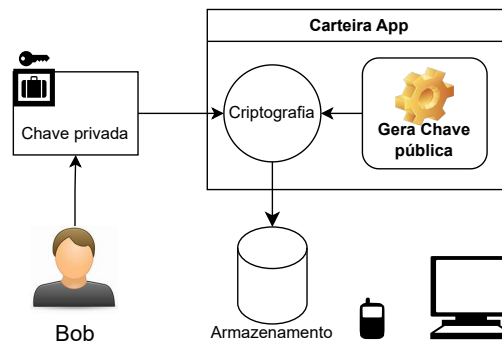 Carteira App
Chave privada
Criptografia
Gera Chave
pública
Bob
Armazenamento